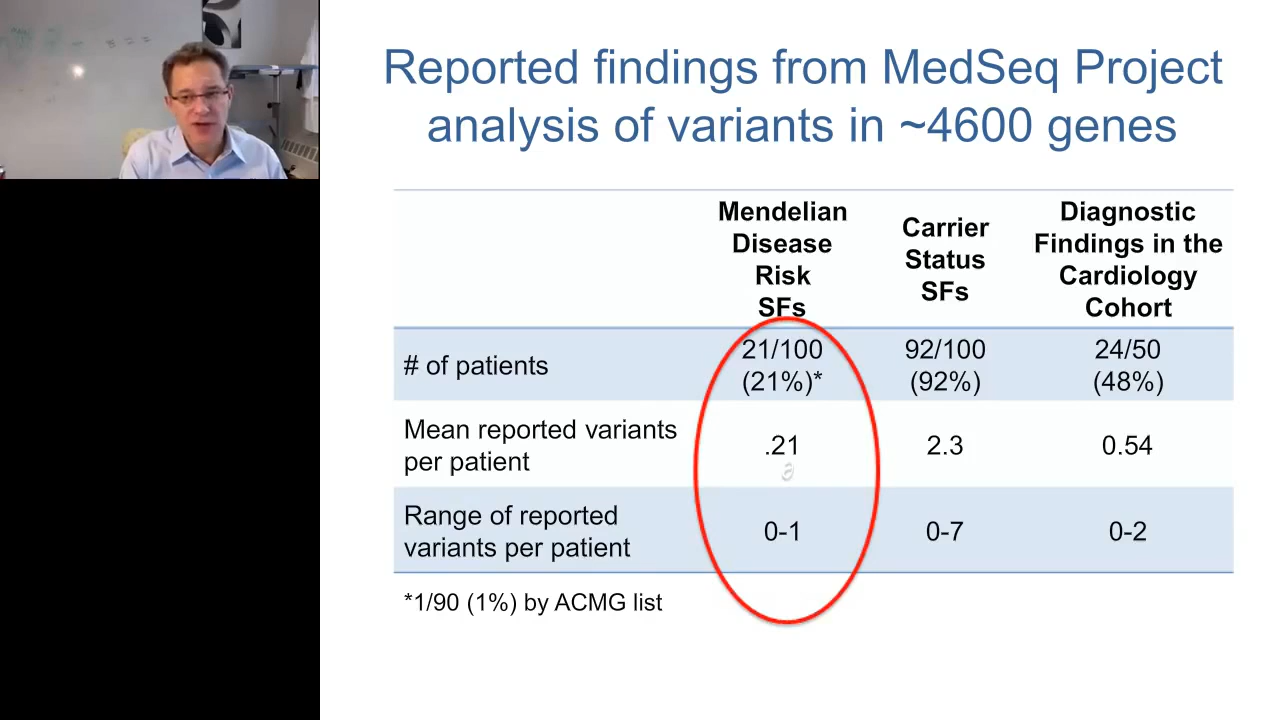 Reported findings from MedSeq Project
analysis of variants in ~4600 genes
Mendelian
Disease
Risk
SFs
Carrier
Status
SFs
Diagnostic
Findings in the
Cardiology
Cohort
# of patients
21/100
(21%)*
92/100
(92%)
24/50
(48%)
Mean reported variants
per patient
.21
2.3
0.54
Range of reported
variants per patient
0-1
0-7
0-2
*1/90 (1%) by ACMG list